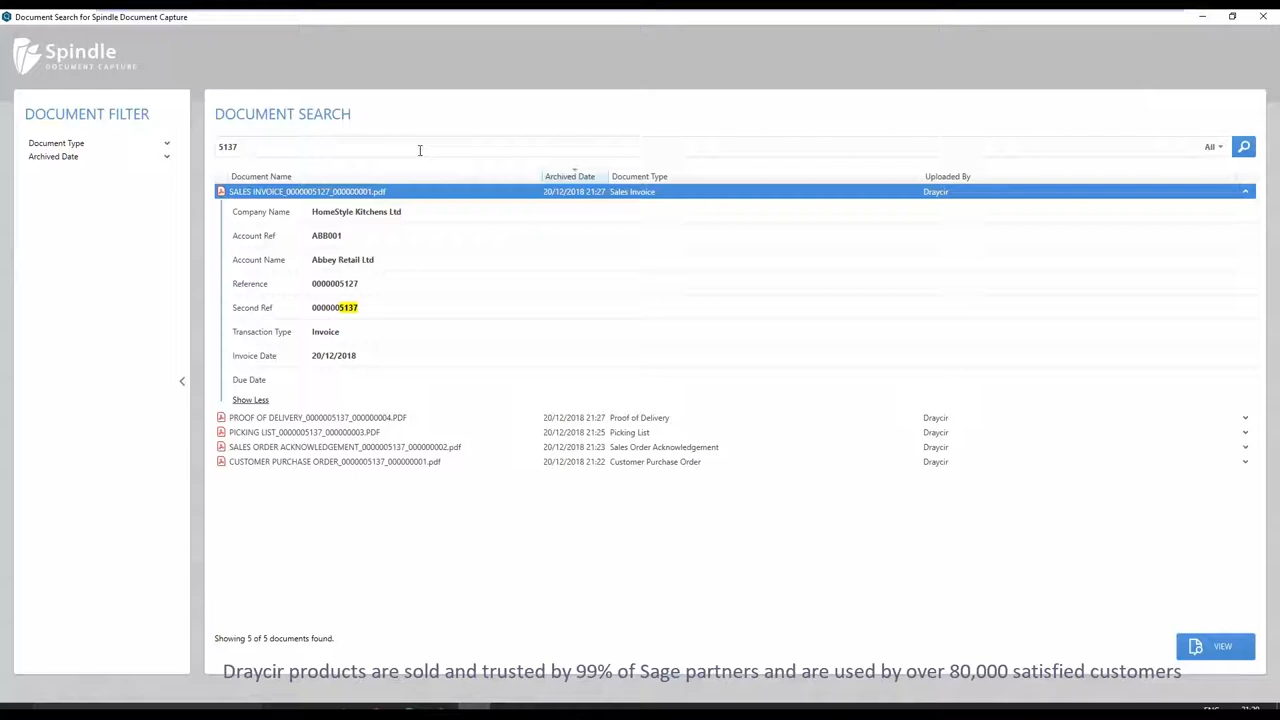 Document Search for Spindle Document Capture
Spindle
DOCUMENT CAPTURE
DOCUMENT FILTER
Document Type
Archived Date
DOCUMENT SEARCH
5137
All
Document Name Archived Date Document Type Uploaded By
SALES INVOICE_0000005127_000000001.pdf 20/12/2018 21:27 Sales Invoice Draycir
Company Name HomeStyle Kitchens Ltd
Account Ref ABB001
Account Name Abbey Retail Ltd
Reference 0000005127
Second Ref 0000005137
Transaction Type Invoice
Invoice Date 20/12/2018
Due Date
Show Less
PROOF OF DELIVERY_0000005137_000000004.PDF 20/12/2018 21:27 Proof of Delivery Draycir
PICKING LIST_0000005137_000000003.PDF 20/12/2018 21:25 Picking List Draycir
SALES ORDER ACKNOWLEDGEMENT_0000005137_000000002.pdf 20/12/2018 21:23 Sales Order Acknowledgement Draycir
CUSTOMER PURCHASE ORDER_0000005137_000000001.pdf 20/12/2018 21:22 Customer Purchase Order Draycir
Showing 5 of 5 documents found.
VIEW
Draycir products are sold and trusted by 99% of Sage partners and are used by over 80,000 satisfied customers